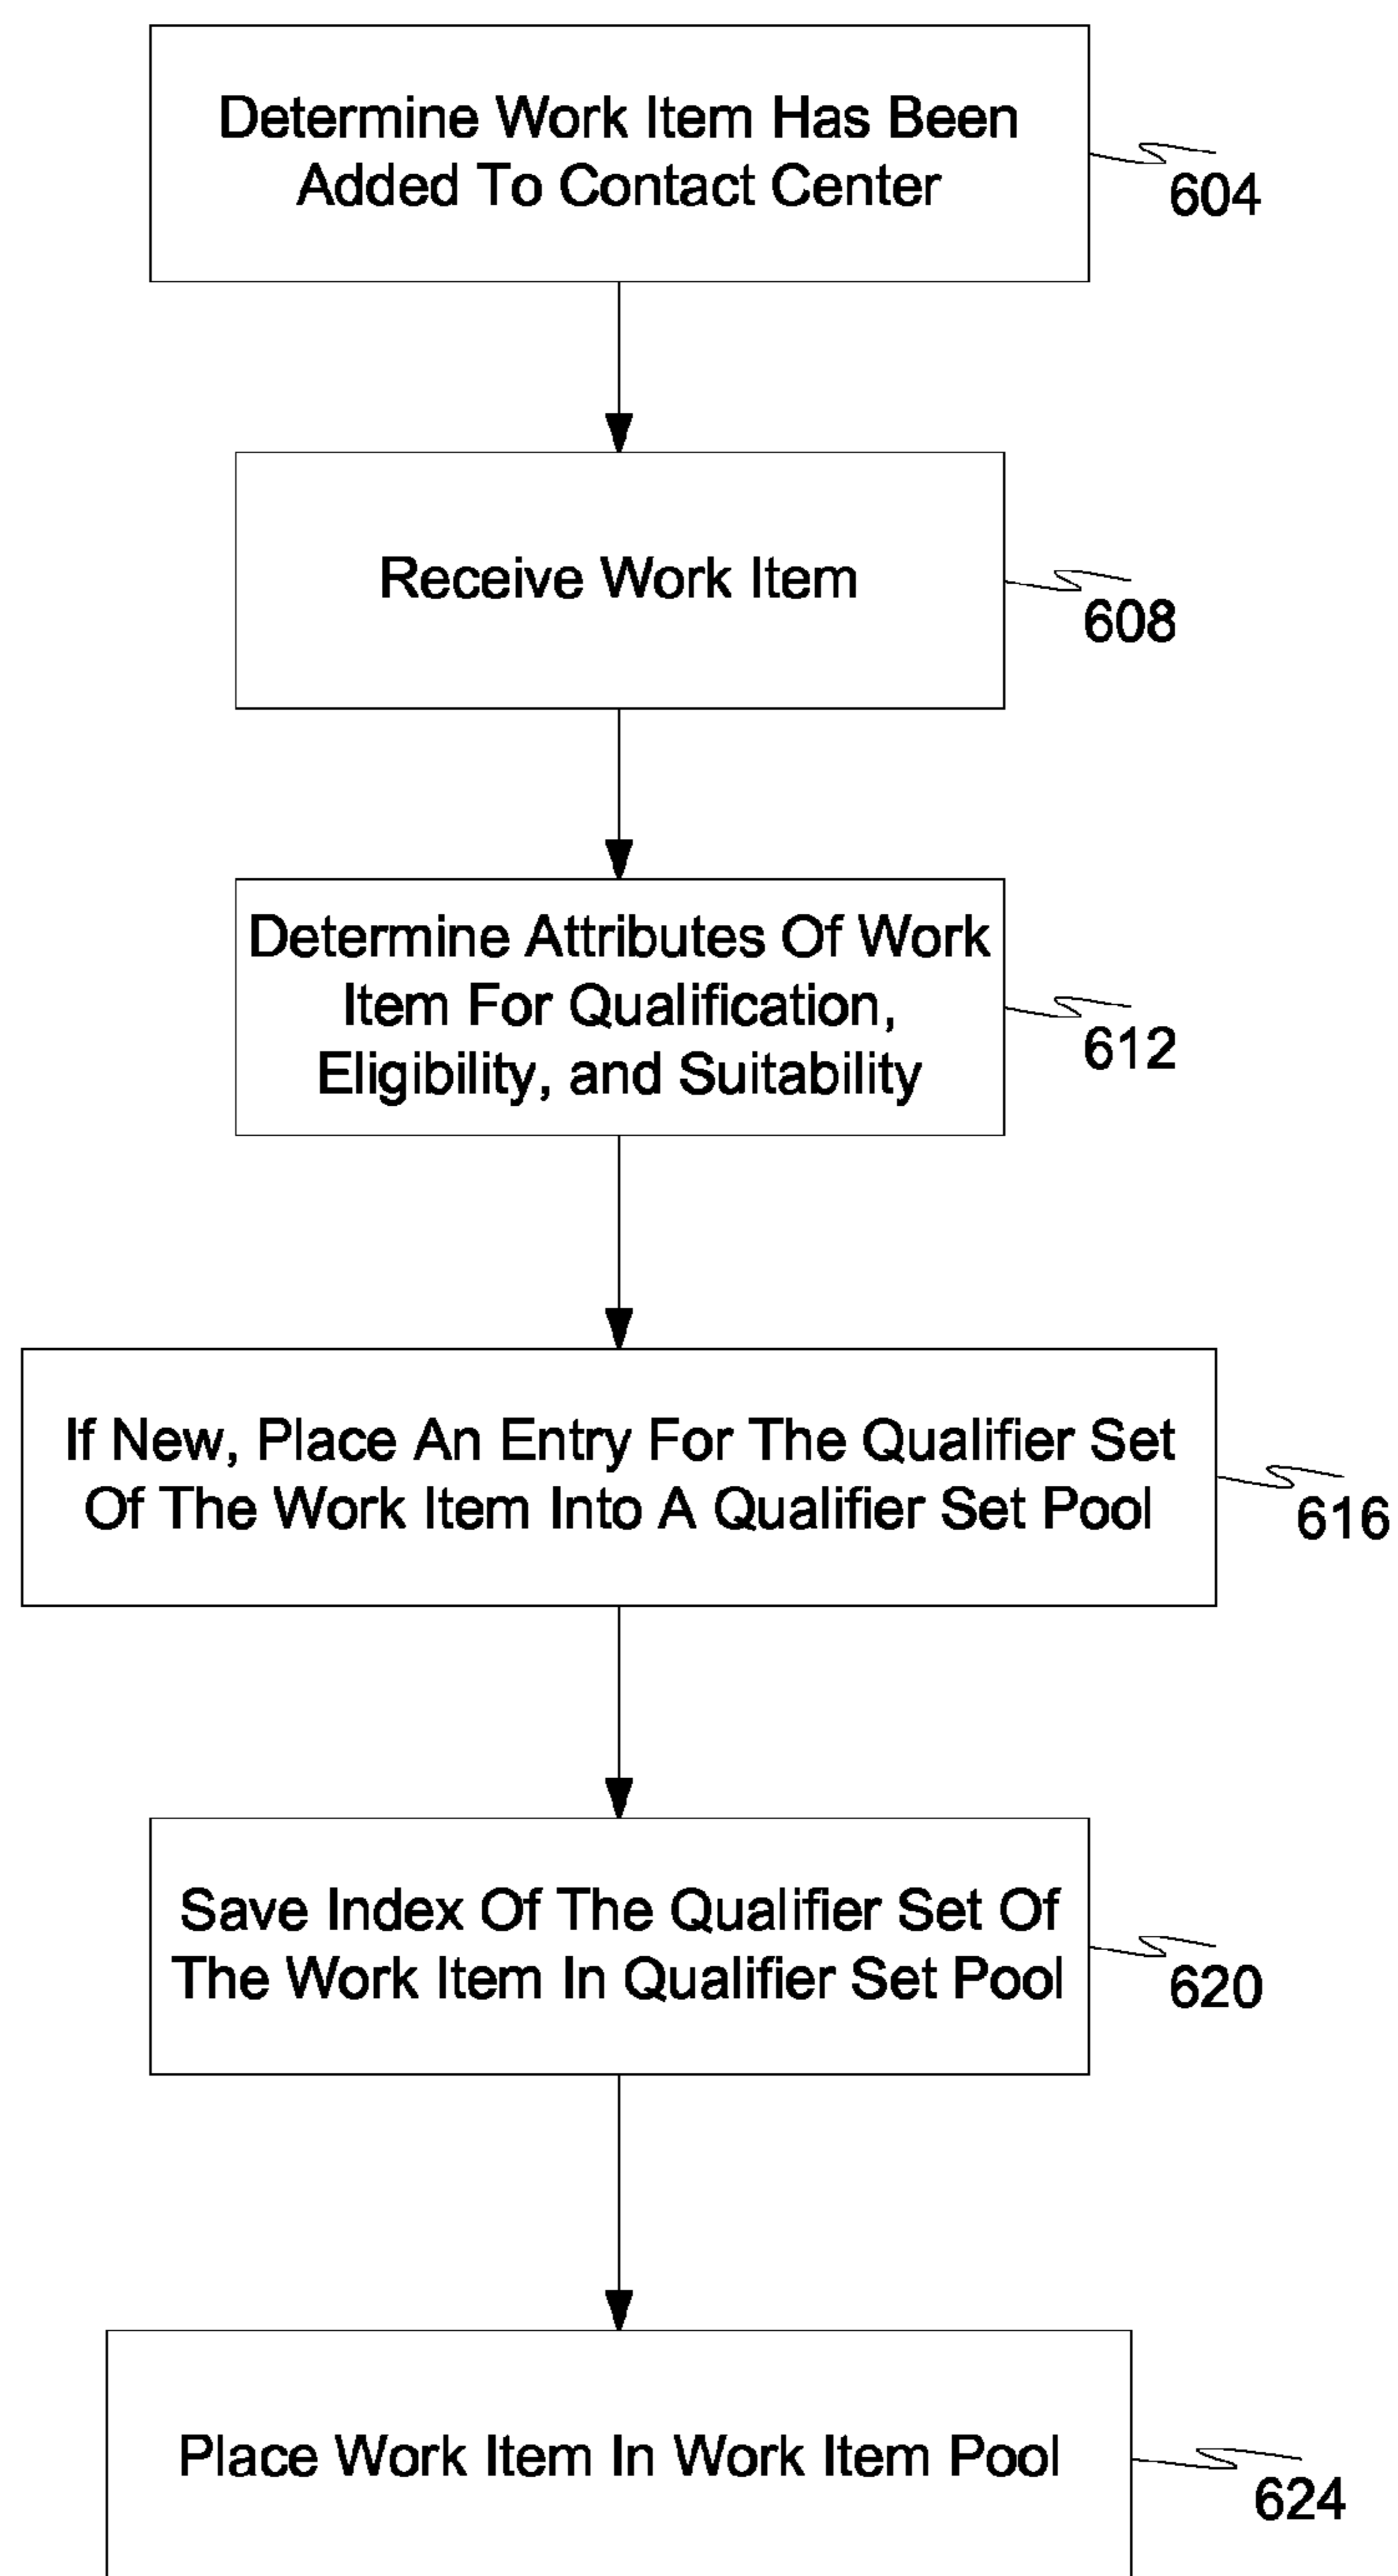 Determine Work Item Has Been
Added To Contact Center
604
Receive Work Item
608
Determine Attributes Of Work
Item For Qualification,
Eligibility, and Suitability
612
If New, Place An Entry For The Qualifier Set
Of The Work Item Into A Qualifier Set Pool
616
Save Index Of The Qualifier Set Of
The Work Item In Qualifier Set Pool
620
Place Work Item In Work Item Pool
624